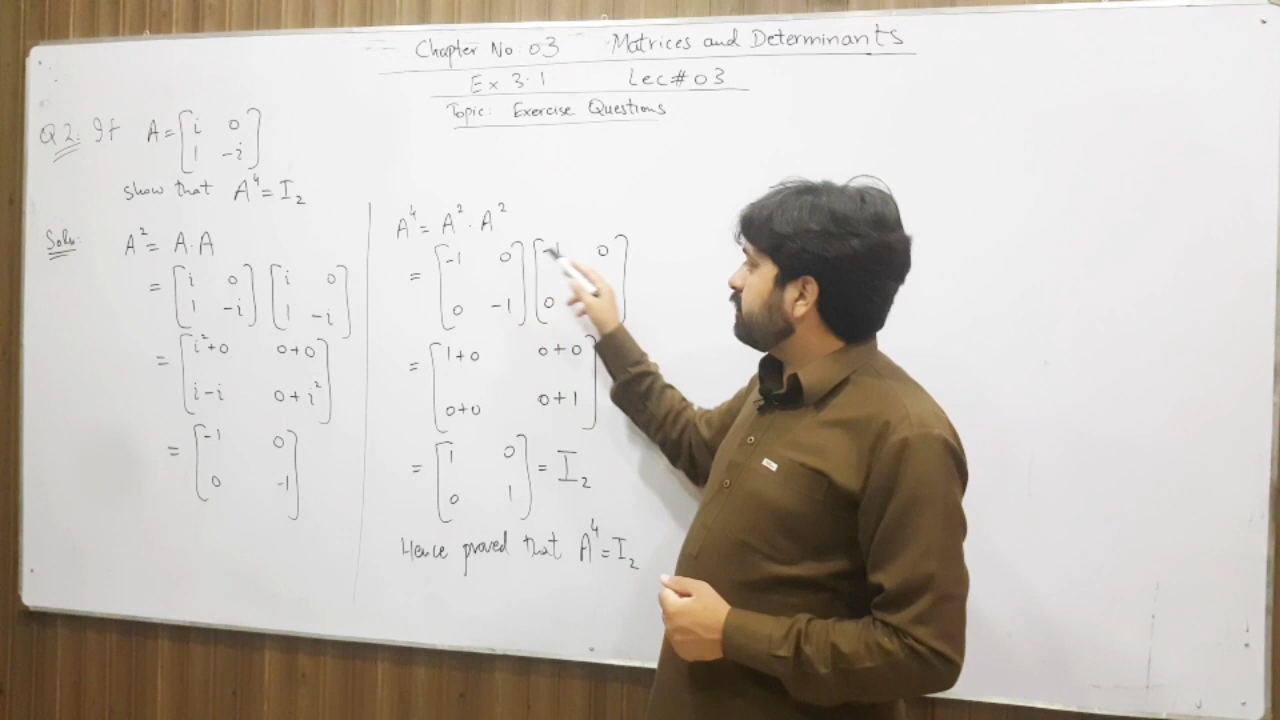 Chapter No: 03 Matrices and Determinants
Ex 3.1 Lec # 03
Topic: Exercise Questions
Q2: If A = [i 0
1 -i]
show that A⁴ = I₂
Soln:
A² = A.A
= [i 0
1 -i] [i 0
1 -i]
= [i²+0 0+0
i-i 0+i²]
= [-1 0
0 -1]
A⁴ = A² . A²
= [-1 0
0 -1] [ 0
0 ]
= [1+0 0+0
0+0 0+1]
= [1 0
0 1] = I₂
Hence proved that A⁴ = I₂